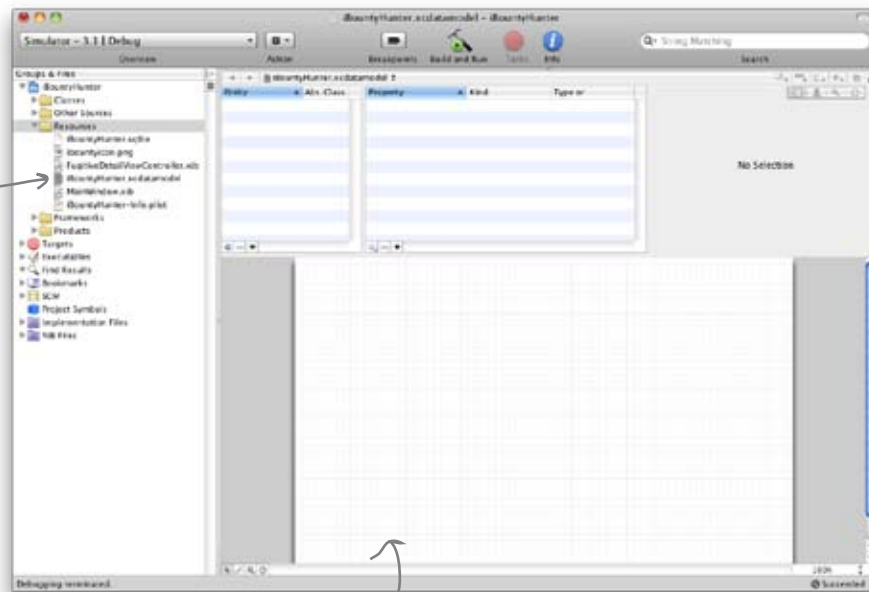 iBountyHunter.xcdatamodel – iBountyHunter
Simulator – 3.1 | Debug
String Matching
Overview
Action
Breakpoints
Build and Run
Tasks
Info
Search
Groups & Files
iBountyHunter
Classes
Other Sources
Resources
iBountyHunter.sqlite
ibountyicon.png
FugitiveDetailViewController.xib
iBountyHunter.xcdatamodel
MainWindow.xib
iBountyHunter-Info.plist
Frameworks
Products
Targets
Executables
Find Results
Bookmarks
SCM
Project Symbols
Implementation Files
NIB Files
iBountyHunter.xcdatamodel
Entity
Abs Class
Property
Kind
Type or
No Selection
Debugging terminated.
Succeeded